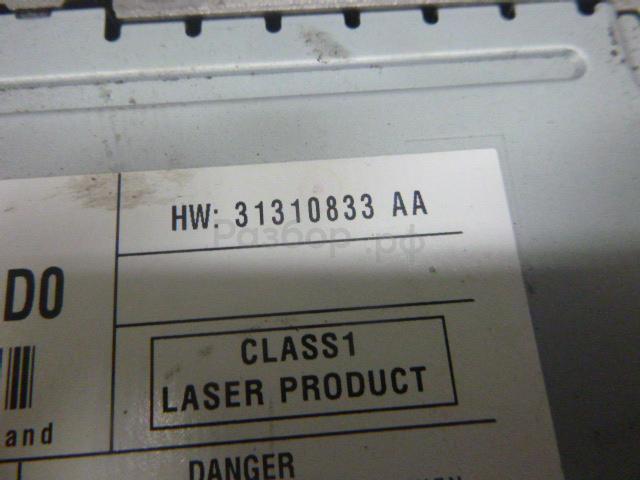 HW: 31310833 AA
Разбор.рф
D0
CLASS1
LASER PRODUCT
and
DANGER